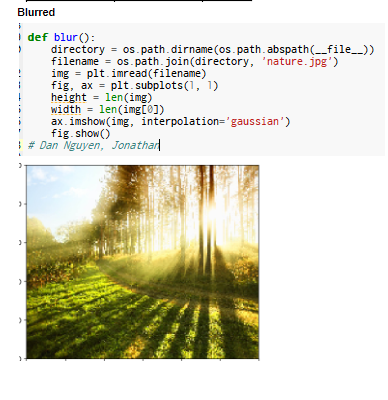 Blurred
def blur():
    directory = os.path.dirname(os.path.abspath(__file__))
    filename = os.path.join(directory, 'nature.jpg')
    img = plt.imread(filename)
    fig, ax = plt.subplots(1, 1)
    height = len(img)
    width = len(img[0])
    ax.imshow(img, interpolation='gaussian')
    fig.show()
# Dan Nguyen, Jonathan